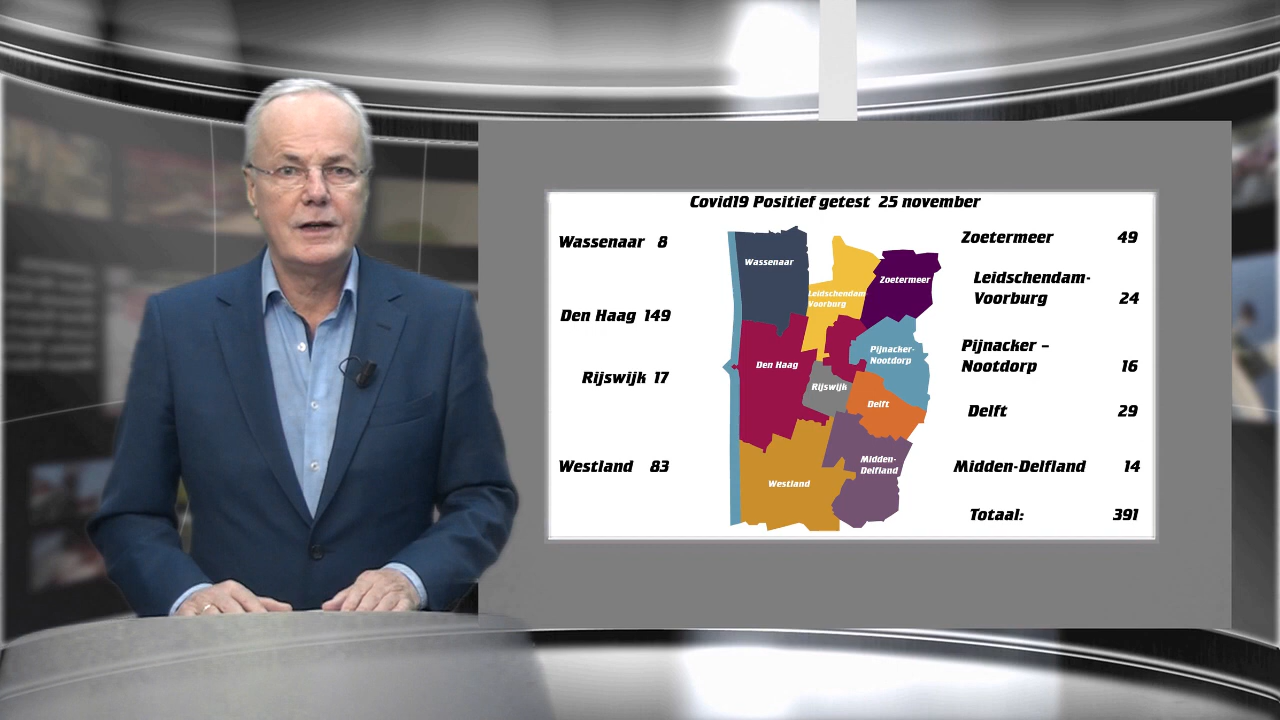 Covid19 Positief getest 25 november
Wassenaar 8
Den Haag 149
Rijswijk 17
Westland 83
Wassenaar
Leidschendam
Voorburg
Zoetermeer
Den Haag
Pijnacker-
Nootdorp
Rijswijk
Delft
Midden-
Delfland
Westland
Zoetermeer 49
Leidschendam-
Voorburg 24
Pijnacker –
Nootdorp 16
Delft 29
Midden-Delfland 14
Totaal: 391